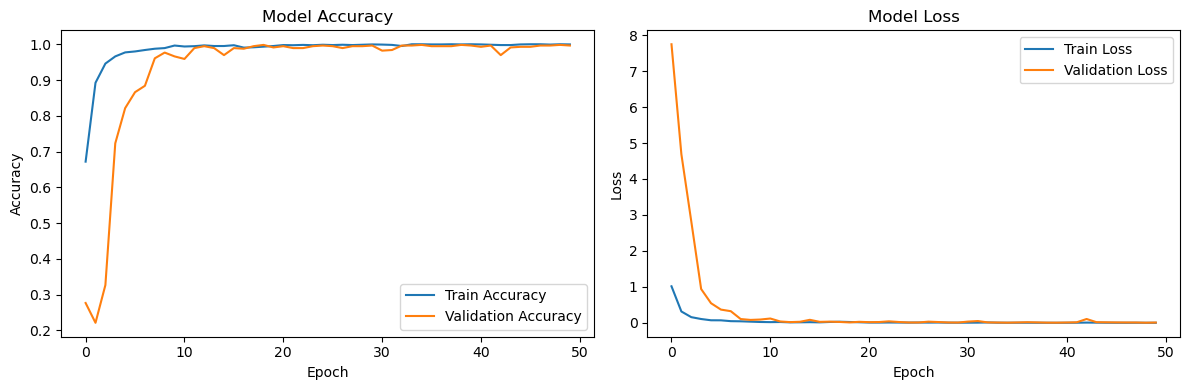 Model Accuracy
Accuracy
1.0
0.9
0.8
0.7
0.6
0.5
0.4
0.3
0.2
Train Accuracy
Validation Accuracy
0 10 20 30 40 50
Epoch
Model Loss
Loss
8
7
6
5
4
3
2
1
0
Train Loss
Validation Loss
0 10 20 30 40 50
Epoch